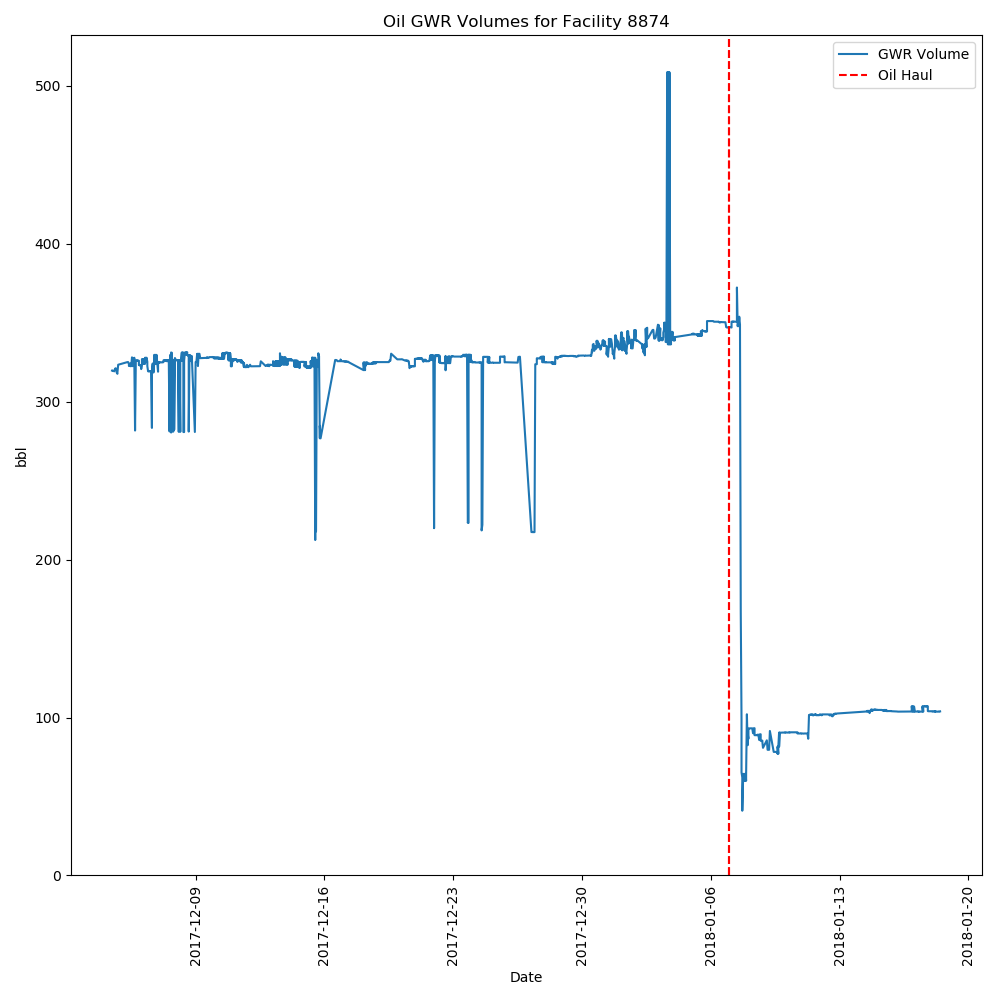 Oil GWR Volumes for Facility 8874
GWR Volume
Oil Haul
500
400
300
200
100
0
bbl
2017-12-09
2017-12-16
2017-12-23
2017-12-30
2018-01-06
2018-01-13
2018-01-20
Date